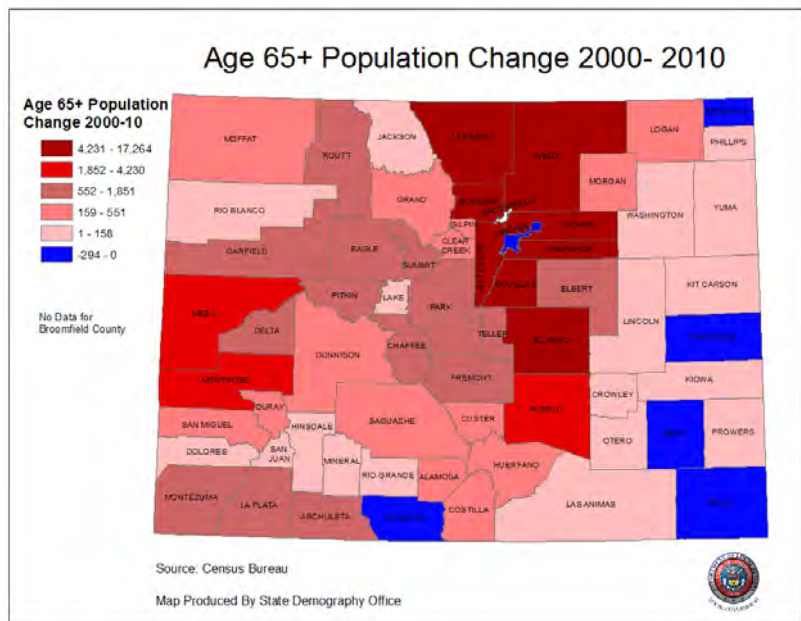 Age 65+ Population Change 2000- 2010
Age 65+ Population
Change 2000-10
4,231 - 17,264
1,852 - 4,230
552 - 1,851
159 - 551
1 - 158
-294 - 0
No Data for
Broomfield County
MOFFAT
ROUTT
JACKSON
LARIMER
WELD
LOGAN
PHILLIPS
RIO BLANCO
GRAND
BOULDER
MORGAN
WASHINGTON
YUMA
GILPIN
CLEAR
CREEK
GARFIELD
EAGLE
SUMMIT
DOUGLAS
ELBERT
KIT CARSON
MESA
PITKIN
LAKE
PARK
LINCOLN
DELTA
TELLER
EL PASO
GUNNISON
CHAFFEE
FREMONT
MONTROSE
CROWLEY
KIOWA
OURAY
PUEBLO
SAN MIGUEL
HINSDALE
SAGUACHE
CUSTER
OTERO
PROWERS
DOLORES
SAN
JUAN
MINERAL
RIO GRANDE
ALAMOSA
HUERFANO
MONTEZUMA
LA PLATA
ARCHULETA
COSTILLA
LAS ANIMAS
Source: Census Bureau
Map Produced By State Demography Office